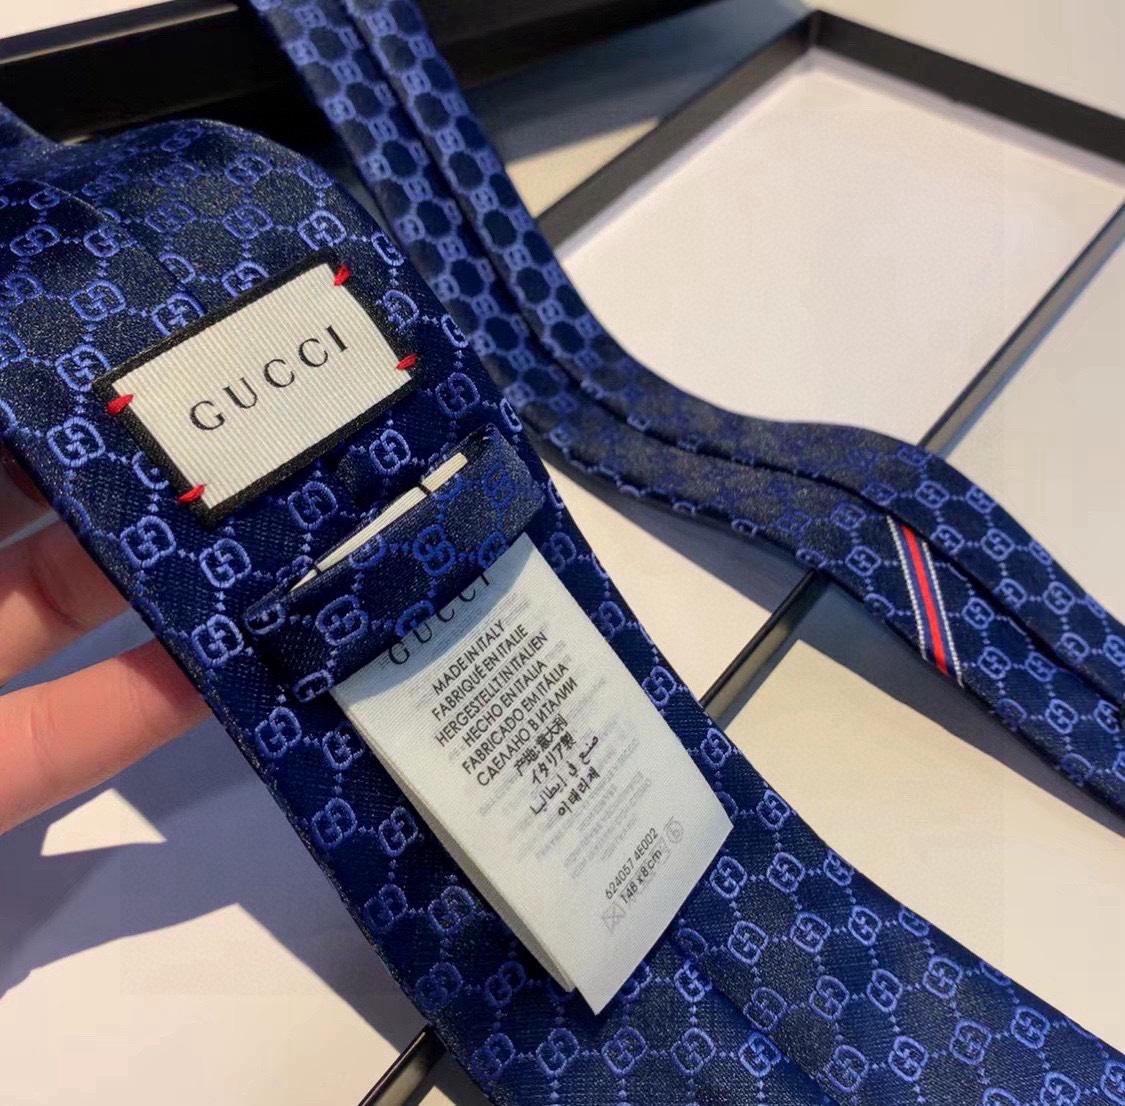 GUCCI
GUCCI
MADE IN ITALY
FABRIQUÉ EN ITALIE
HERGESTELLT IN ITALIEN
HECHO EN ITALIA
FABRICADO EM ITÁLIA
СДЕЛАНО В ИТАЛИИ
产地:意大利
イタリア製
صنع في إيطاليا
이태리제
624057 4E002
T48 x 8 cm